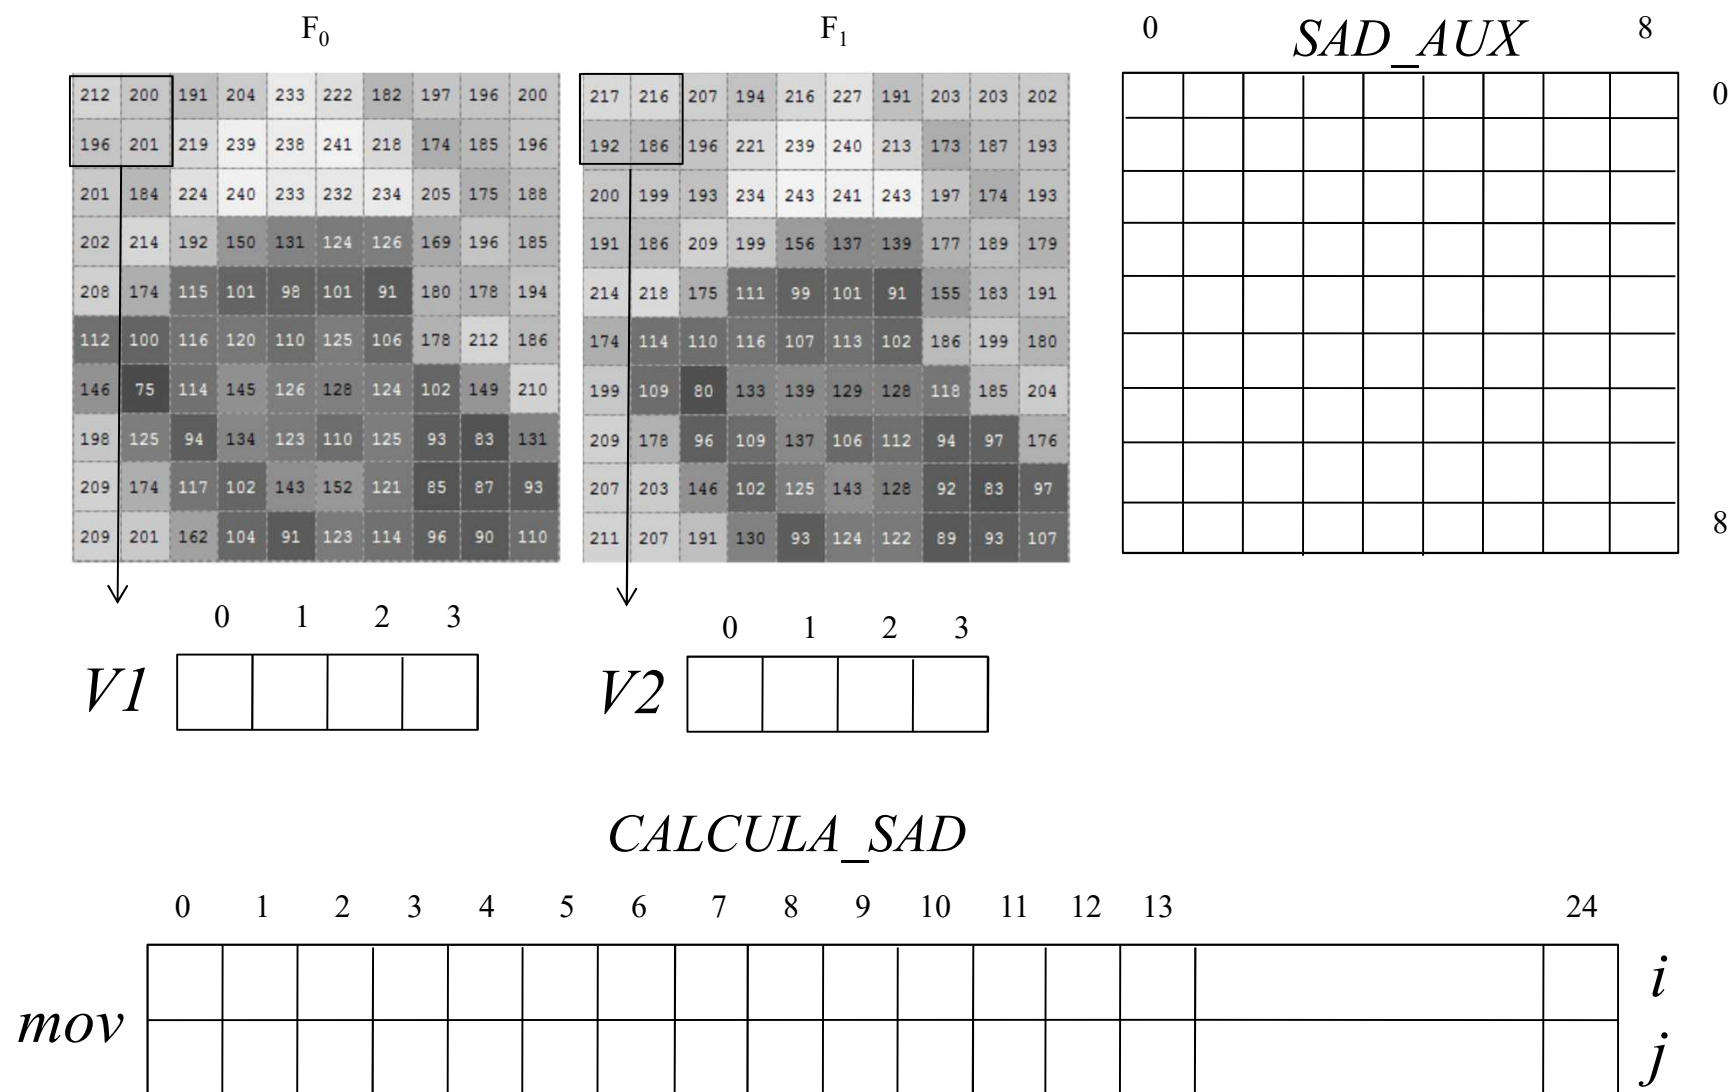 F₀ F₁ 0 SAD_AUX 8
212 200 191 204 233 222 182 197 196 200 217 216 207 194 216 227 191 203 203 202 0
196 201 219 239 238 241 218 174 185 196 192 186 196 221 239 240 213 173 187 193
201 184 224 240 233 232 234 205 175 188 200 199 193 234 243 241 243 197 174 193
202 214 192 150 131 124 126 169 196 185 191 186 209 199 156 137 139 177 189 179
208 174 115 101 98 101 91 180 178 194 214 218 175 111 99 101 91 155 183 191
112 100 116 120 110 125 106 178 212 186 174 114 110 116 107 113 102 186 199 180
146 75 114 145 126 128 124 102 149 210 199 109 80 133 139 129 128 118 185 204
198 125 94 134 123 110 125 93 83 131 209 178 96 109 137 106 112 94 97 176
209 174 117 102 143 152 121 85 87 93 207 203 146 102 125 143 128 92 83 97
209 201 162 104 91 123 114 96 90 110 211 207 191 130 93 124 122 89 93 107 8
0 1 2 3 0 1 2 3
V1 V2
CALCULA_SAD
0 1 2 3 4 5 6 7 8 9 10 11 12 13 24
i
mov
j